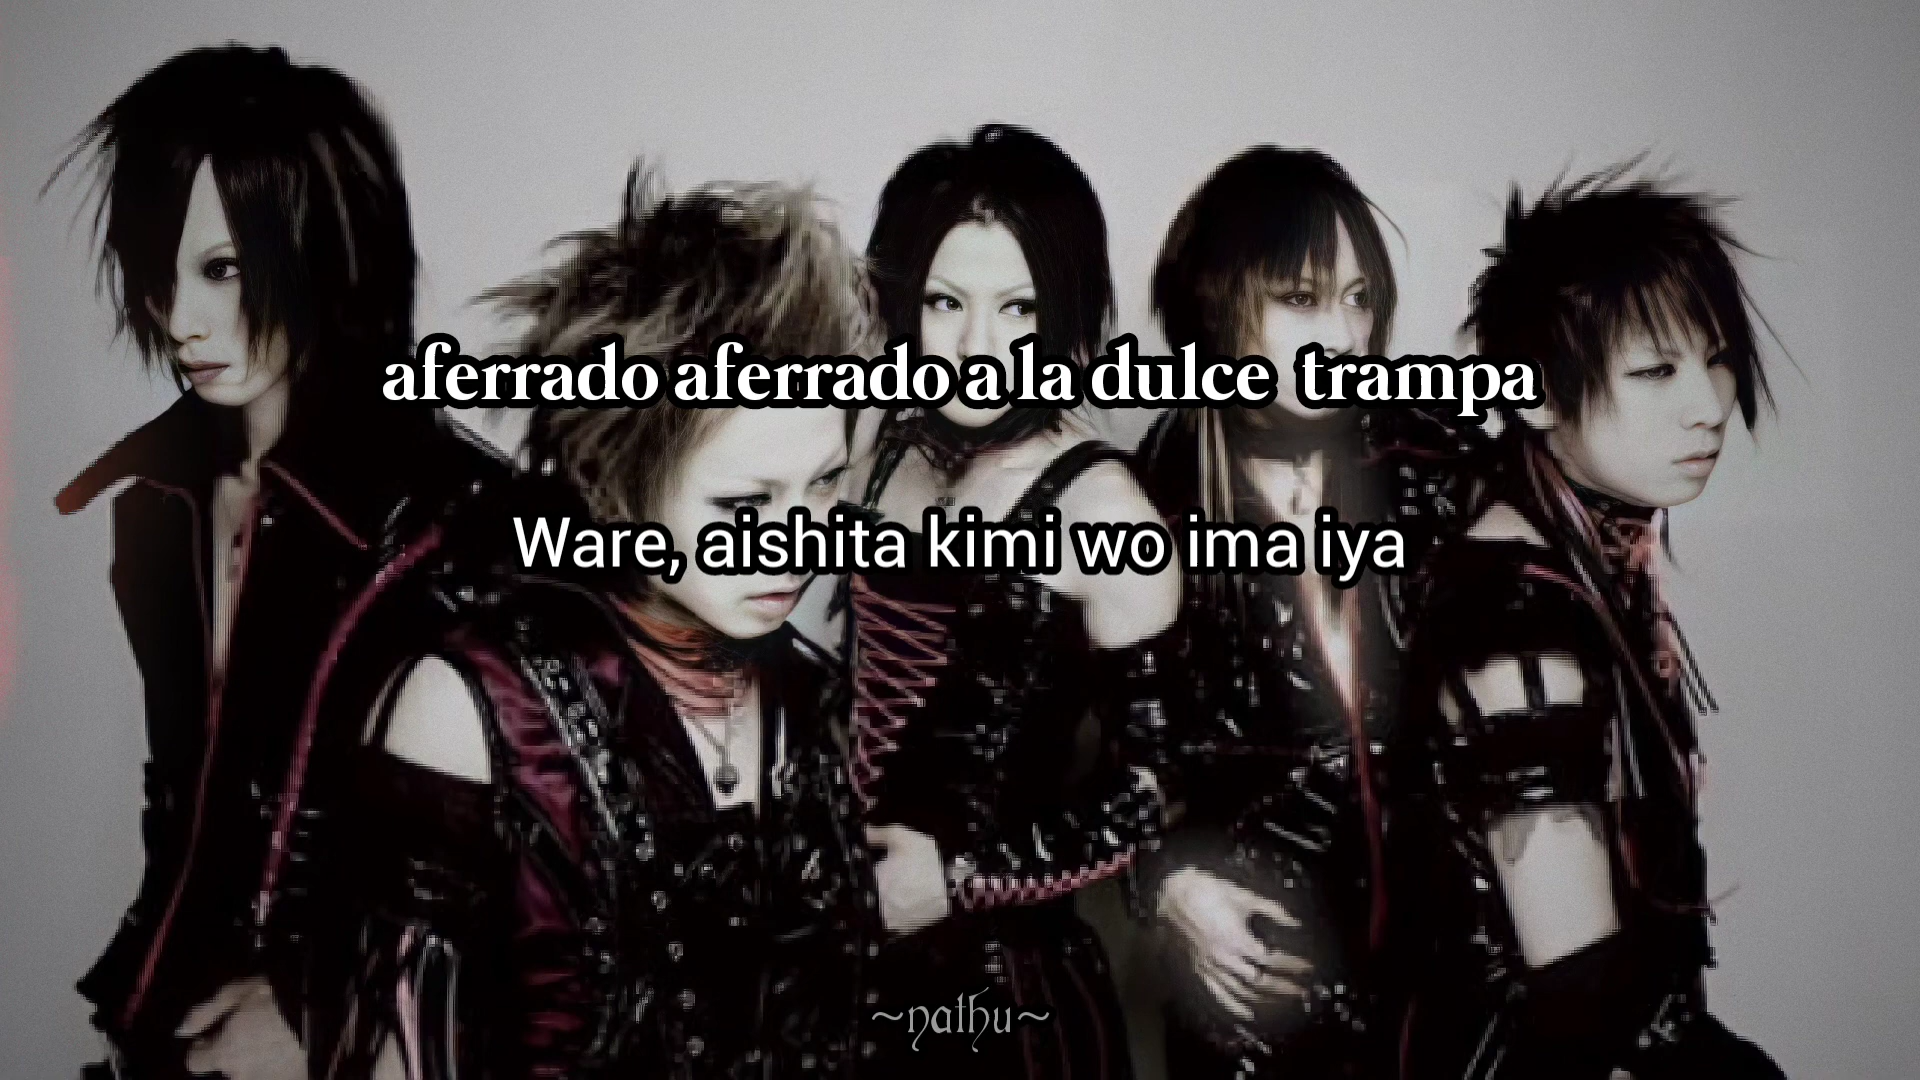 aferrado aferrado a la dulce trampa
Ware, aishita kimi wo ima iya
~nathu~